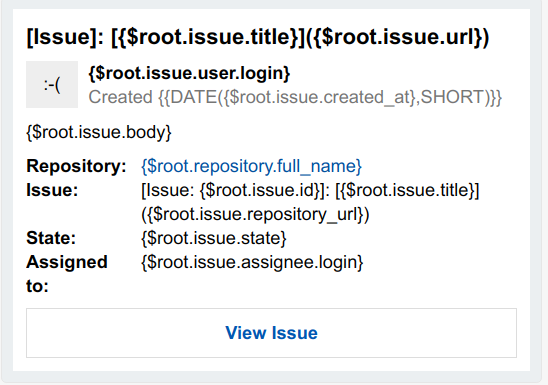 [Issue]: [{$root.issue.title}]({$root.issue.url})
:-(
{$root.issue.user.login}
Created {{DATE({$root.issue.created_at},SHORT)}}
{$root.issue.body}
Repository: {$root.repository.full_name}
Issue: [Issue: {$root.issue.id}]: [{$root.issue.title}]
({$root.issue.repository_url})
State: {$root.issue.state}
Assigned {$root.issue.assignee.login}
to:
View Issue